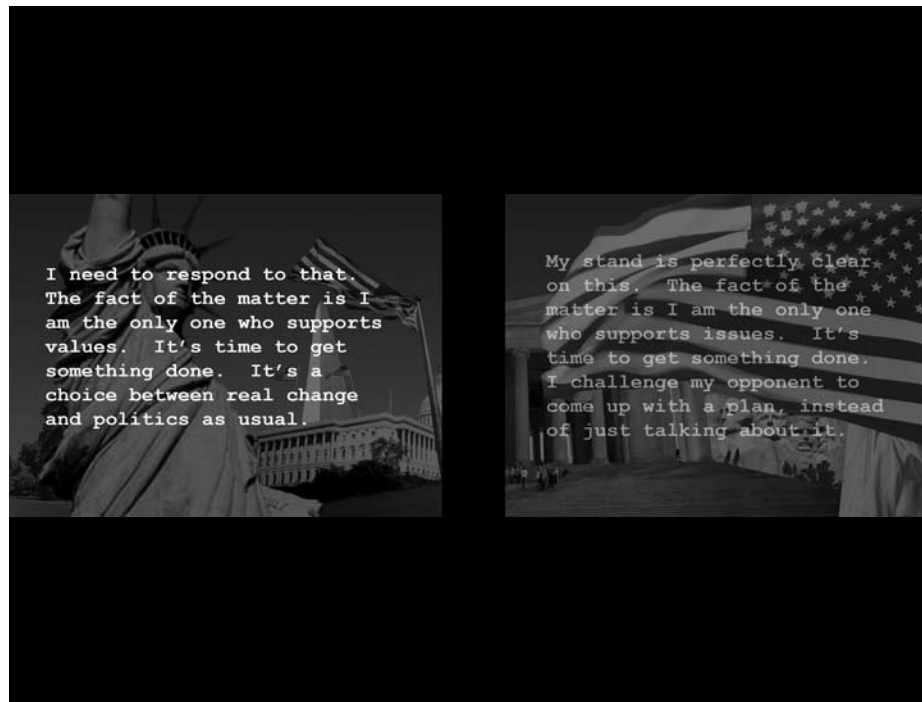 I need to respond to that.
The fact of the matter is I
am the only one who supports
values.  It's time to get
something done.  It's a
choice between real change
and politics as usual.
My stand is perfectly clear
on this.  The fact of the
matter is I am the only one
who supports issues.  It's
time to get something done.
I challenge my opponent to
come up with a plan, instead
of just talking about it.